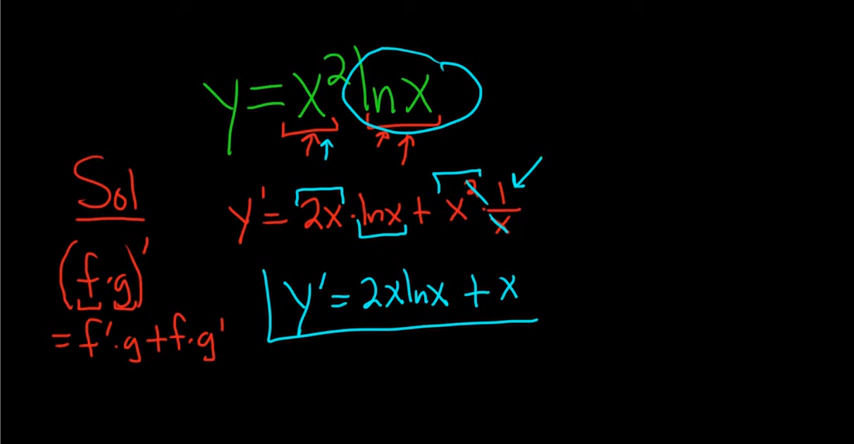 y = x² ln x
Sol
y' = 2x · ln x + x² · 1/x
(f · g)'
= f' · g + f · g'
y' = 2x ln x + x